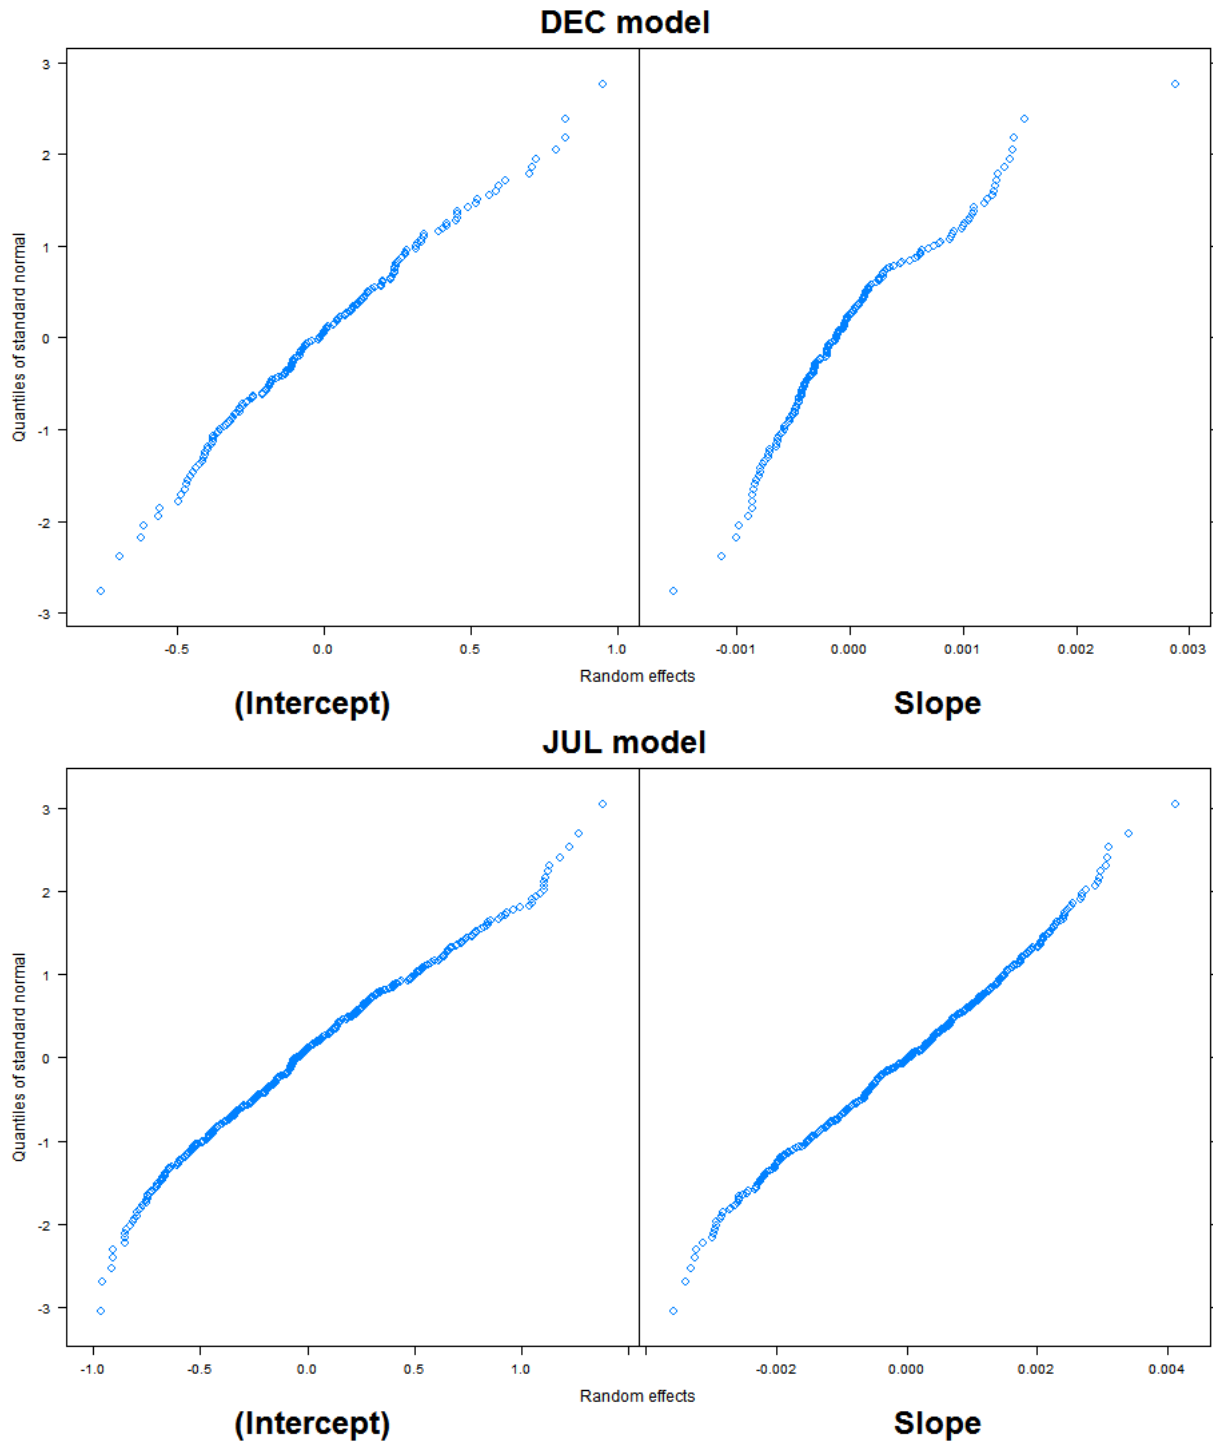 DEC model
3
2
1
0
-1
-2
-3
Quantiles of standard normal
-0.5 0.0 0.5 1.0
-0.001 0.000 0.001 0.002 0.003
Random effects
(Intercept) Slope
JUL model
3
2
1
0
-1
-2
-3
Quantiles of standard normal
-1.0 -0.5 0.0 0.5 1.0
-0.002 0.000 0.002 0.004
Random effects
(Intercept) Slope